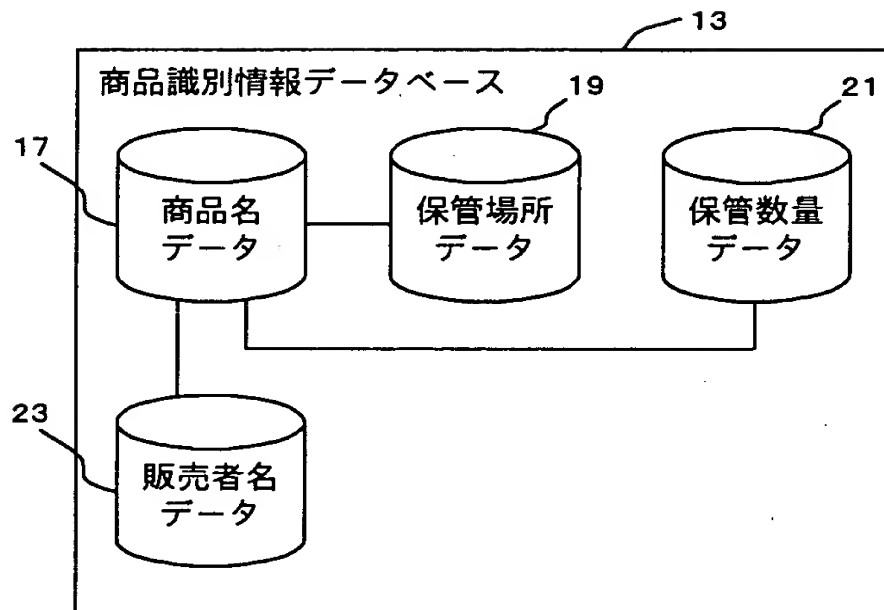 13
商品識別情報データベース
19
21
17
商品名
データ
保管場所
データ
保管数量
データ
23
販売者名
データ